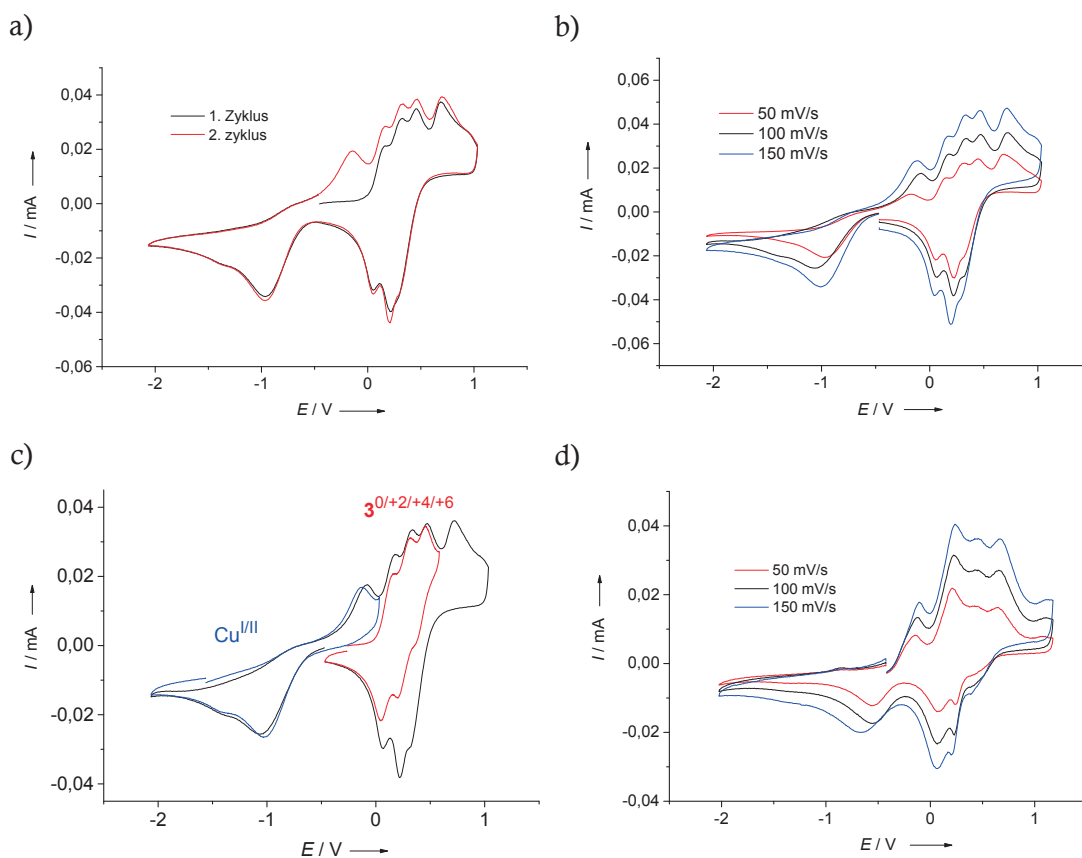 a)
0,04
0,02
0,00
-0,02
-0,04
-0,06
I / mA
1. Zyklus
2. zyklus
-2
-1
0
1
E / V
b)
0,06
0,04
0,02
0,00
-0,02
-0,04
-0,06
I / mA
50 mV/s
100 mV/s
150 mV/s
-2
-1
0
1
E / V
c)
0,04
0,02
0,00
-0,02
-0,04
I / mA
3^0/+2/+4/+6
Cu^I/II
-2
-1
0
1
E / V
d)
0,04
0,02
0,00
-0,02
-0,04
I / mA
50 mV/s
100 mV/s
150 mV/s
-2
-1
0
1
E / V